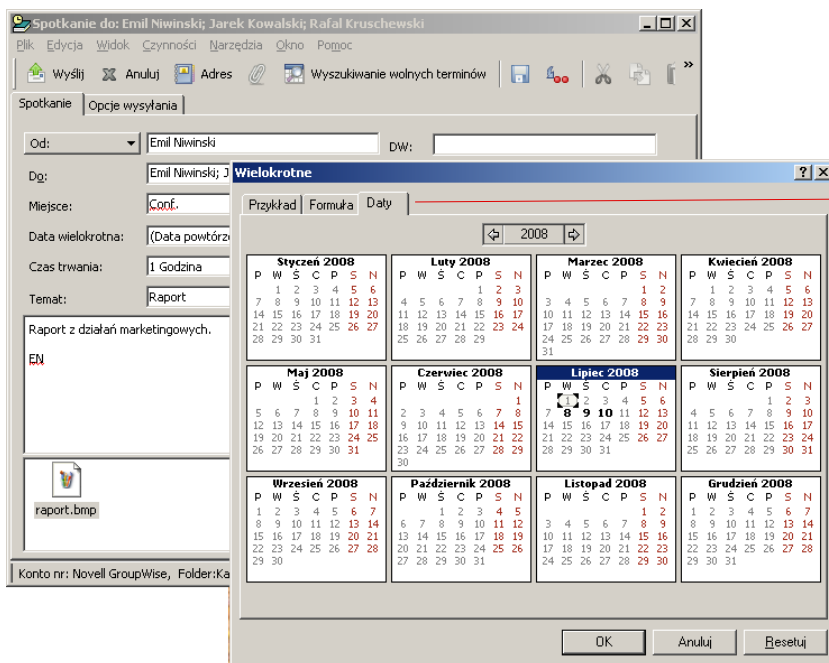 Spotkanie do: Emil Niwinski; Jarek Kowalski; Rafal Kruschewski
Plik Edycja Widok Czynności Narzędzia Okno Pomoc
Wyślij Anuluj Adres Wyszukiwanie wolnych terminów »
Spotkanie Opcje wysyłania
Od: Emil Niwinski DW:
Do: Emil Niwinski; J
Miejsce: Conf.
Data wielokrotna: (Data powtórzo
Czas trwania: 1 Godzina
Temat: Raport
Raport z działań marketingowych.
EN
raport.bmp
Konto nr: Novell GroupWise, Folder:Ka
Wielokrotne
Przykład Formuła Daty
2008
Styczeń 2008
P W Ś C P S N
1 2 3 4 5 6
7 8 9 10 11 12 13
14 15 16 17 18 19 20
21 22 23 24 25 26 27
28 29 30 31
Luty 2008
P W Ś C P S N
1 2 3
4 5 6 7 8 9 10
11 12 13 14 15 16 17
18 19 20 21 22 23 24
25 26 27 28 29
Marzec 2008
P W Ś C P S N
1 2
3 4 5 6 7 8 9
10 11 12 13 14 15 16
17 18 19 20 21 22 23
24 25 26 27 28 29 30
31
Kwiecień 2008
P W Ś C P S N
1 2 3 4 5 6
7 8 9 10 11 12 13
14 15 16 17 18 19 20
21 22 23 24 25 26 27
28 29 30
Maj 2008
P W Ś C P S N
1 2 3 4
5 6 7 8 9 10 11
12 13 14 15 16 17 18
19 20 21 22 23 24 25
26 27 28 29 30 31
Czerwiec 2008
P W Ś C P S N
1
2 3 4 5 6 7 8
9 10 11 12 13 14 15
16 17 18 19 20 21 22
23 24 25 26 27 28 29
30
Lipiec 2008
P W Ś C P S N
1 2 3 4 5 6
7 8 9 10 11 12 13
14 15 16 17 18 19 20
21 22 23 24 25 26 27
28 29 30 31
Sierpień 2008
P W Ś C P S N
1 2 3
4 5 6 7 8 9 10
11 12 13 14 15 16 17
18 19 20 21 22 23 24
25 26 27 28 29 30 31
Wrzesień 2008
P W Ś C P S N
1 2 3 4 5 6 7
8 9 10 11 12 13 14
15 16 17 18 19 20 21
22 23 24 25 26 27 28
29 30
Październik 2008
P W Ś C P S N
1 2 3 4 5
6 7 8 9 10 11 12
13 14 15 16 17 18 19
20 21 22 23 24 25 26
27 28 29 30 31
Listopad 2008
P W Ś C P S N
1 2
3 4 5 6 7 8 9
10 11 12 13 14 15 16
17 18 19 20 21 22 23
24 25 26 27 28 29 30
Grudzień 2008
P W Ś C P S N
1 2 3 4 5 6 7
8 9 10 11 12 13 14
15 16 17 18 19 20 21
22 23 24 25 26 27 28
29 30 31
OK Anuluj Resetuj